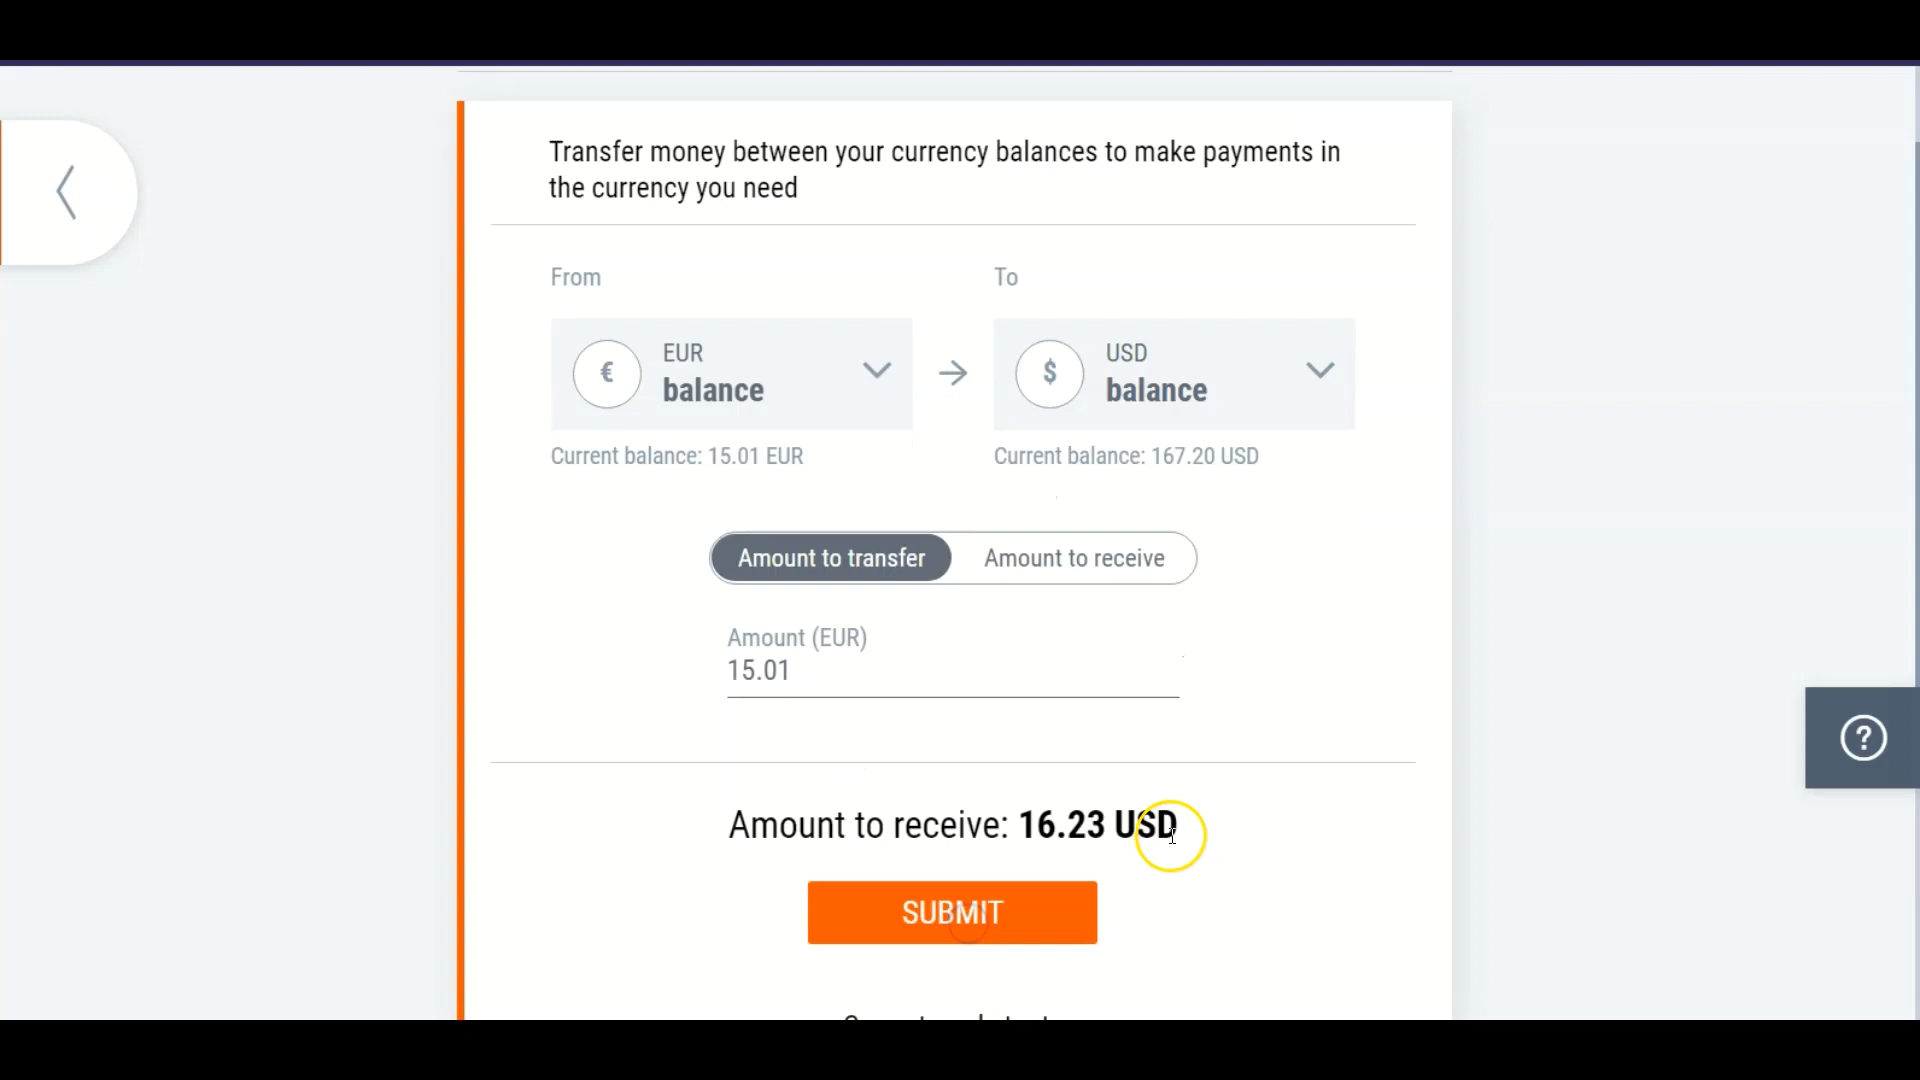 Transfer money between your currency balances to make payments in
the currency you need
From
To
€
EUR
balance
$
USD
balance
Current balance: 15.01 EUR
Current balance: 167.20 USD
Amount to transfer
Amount to receive
Amount (EUR)
15.01
?
Amount to receive: 16.23 USD
SUBMIT